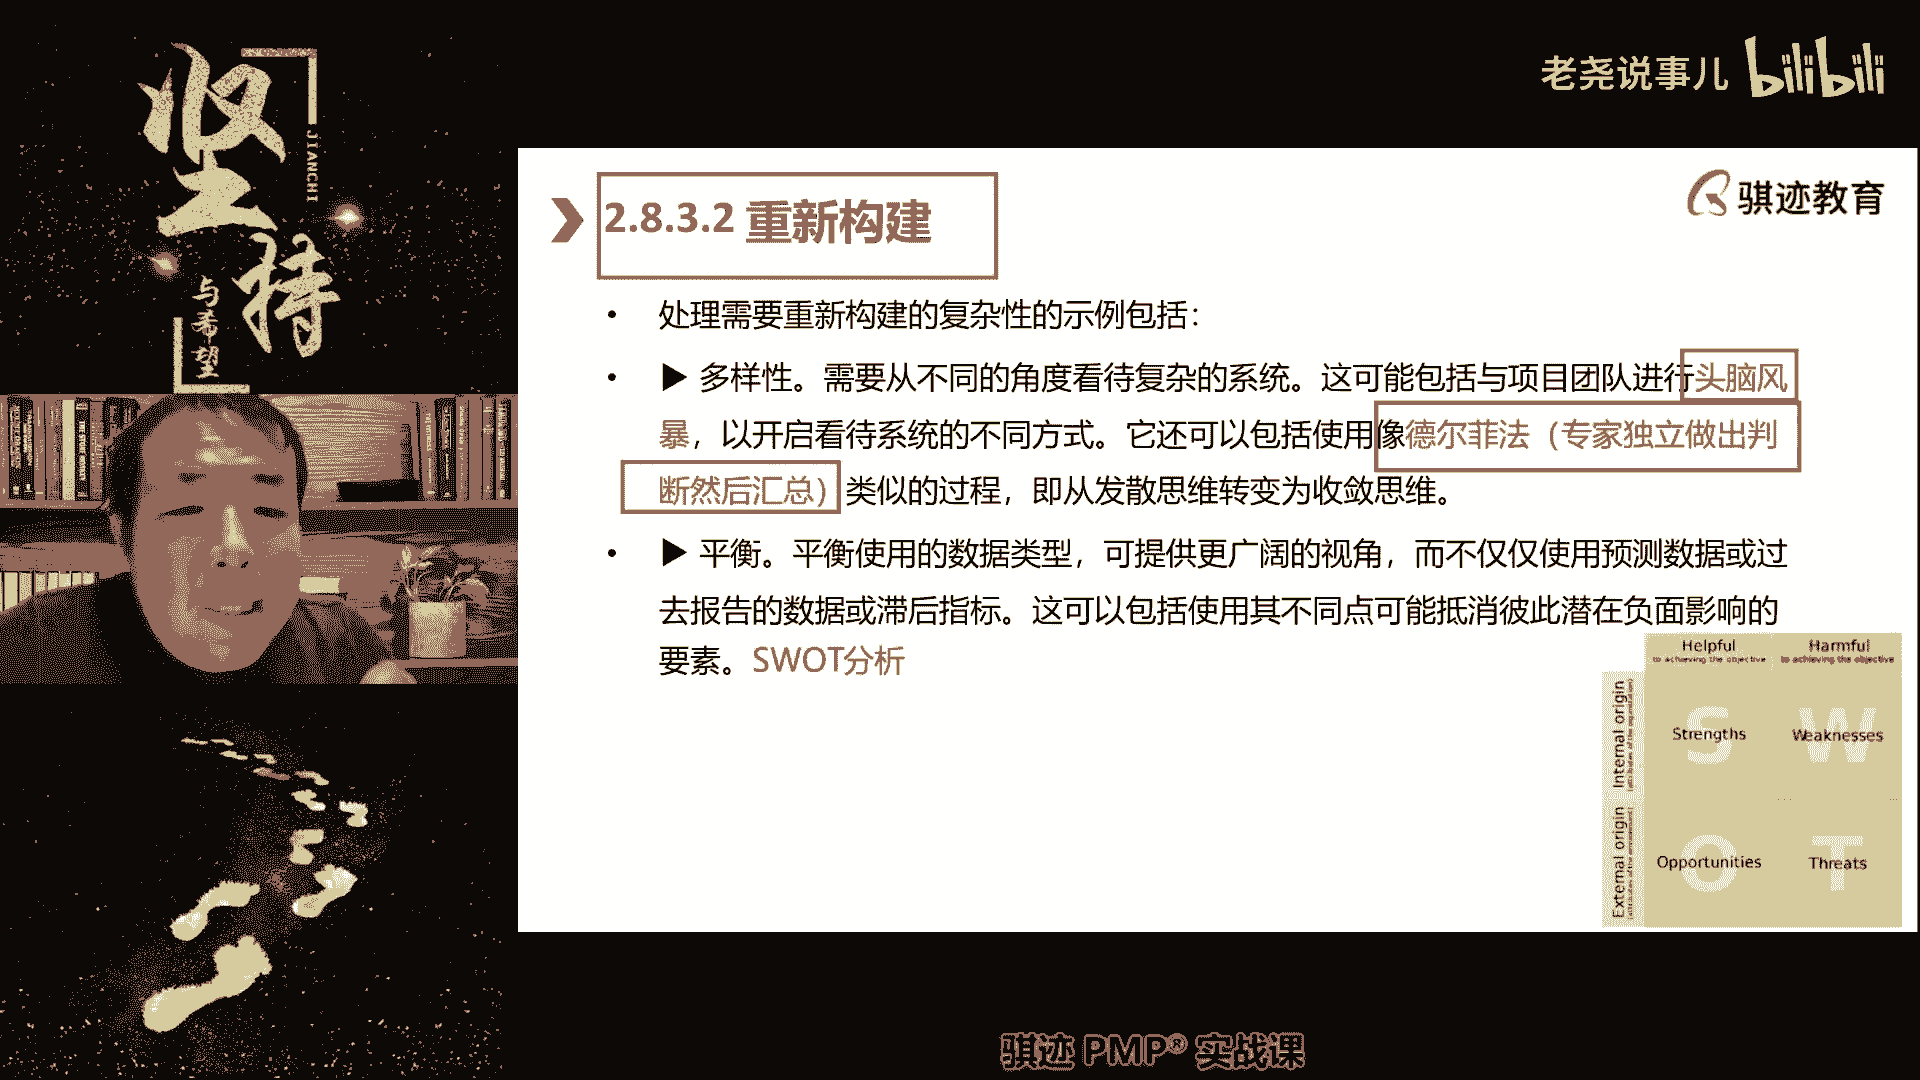 坚持
JIANCHI
与希望
老尧说事儿 bilibili
骐迹教育
2.8.3.2 重新构建
• 处理需要重新构建的复杂性的示例包括：
• ▶ 多样性。需要从不同的角度看待复杂的系统。这可能包括与项目团队进行头脑风
暴，以开启看待系统的不同方式。它还可以包括使用像德尔菲法（专家独立做出判
断然后汇总）类似的过程，即从发散思维转变为收敛思维。
• ▶ 平衡。平衡使用的数据类型，可提供更广阔的视角，而不仅仅使用预测数据或过
去报告的数据或滞后指标。这可以包括使用其不同点可能抵消彼此潜在负面影响的
要素。SWOT分析
Helpful
to achieving the objective
Harmful
to achieving the objective
Internal origin
S
Strengths
W
Weaknesses
External origin
O
Opportunities
T
Threats
骐迹 PMP® 实战课